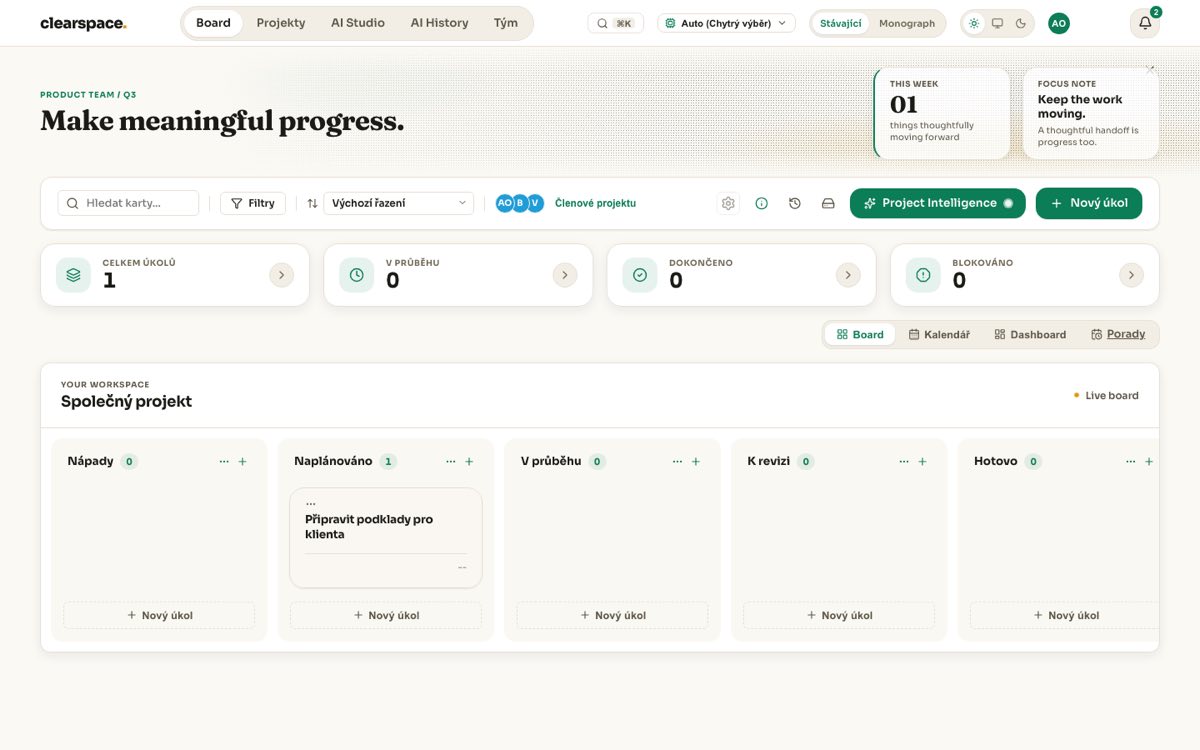 clearspace.
Board Projekty AI Studio AI History Tým
⌘K
Auto (Chytrý výběr)
Stávající Monograph
AO
2
PRODUCT TEAM / Q3
Make meaningful progress.
THIS WEEK
01
things thoughtfully
moving forward
FOCUS NOTE
Keep the work
moving.
A thoughtful handoff is
progress too.
Hledat karty...
Filtry
Výchozí řazení
AO B V
Členové projektu
Project Intelligence
+ Nový úkol
CELKEM ÚKOLŮ
1
V PRŮBĚHU
0
DOKONČENO
0
BLOKOVÁNO
0
Board Kalendář Dashboard Porady
YOUR WORKSPACE
Společný projekt
Live board
Nápady 0 ... +
+ Nový úkol
Naplánováno 1 ... +
...
Připravit podklady pro
klienta
--
+ Nový úkol
V průběhu 0 ... +
+ Nový úkol
K revizi 0 ... +
+ Nový úkol
Hotovo 0 ... +
+ Nový úkol